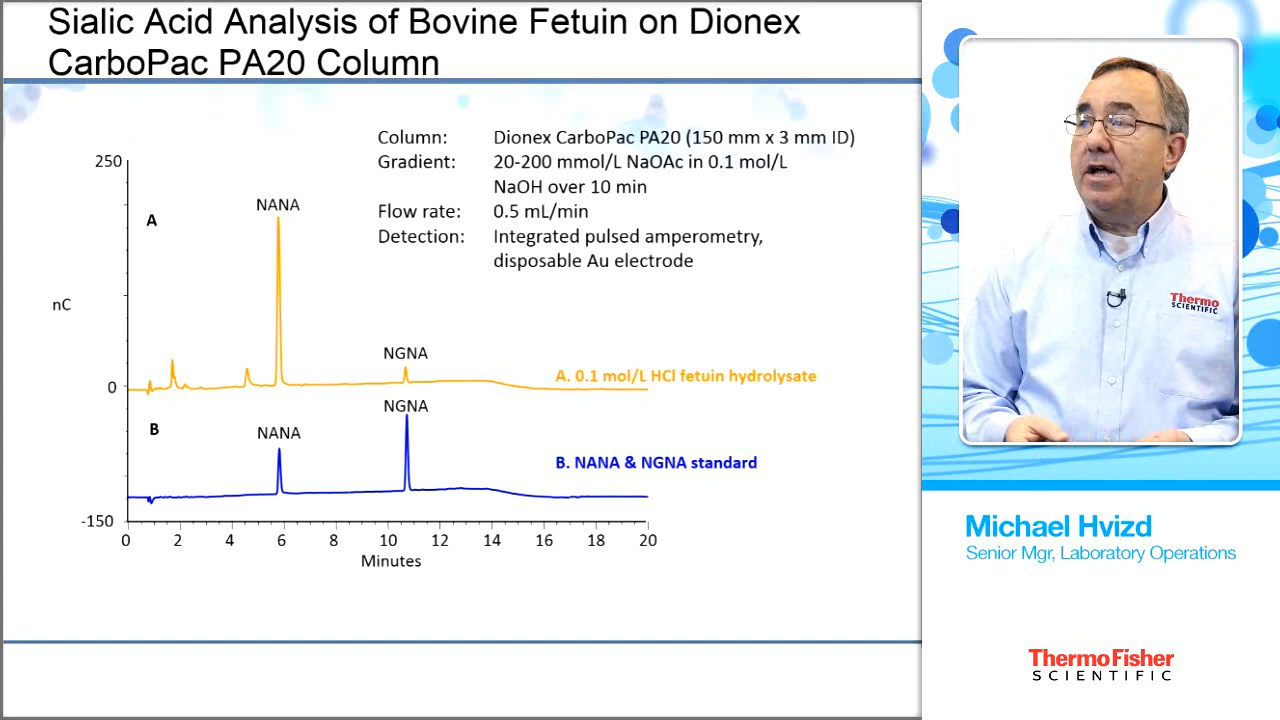 Sialic Acid Analysis of Bovine Fetuin on Dionex
CarboPac PA20 Column
Column: Dionex CarboPac PA20 (150 mm x 3 mm ID)
Gradient: 20-200 mmol/L NaOAc in 0.1 mol/L
NaOH over 10 min
Flow rate: 0.5 mL/min
Detection: Integrated pulsed amperometry,
disposable Au electrode
250
A
NANA
nC
NGNA
0
A. 0.1 mol/L HCl fetuin hydrolysate
NGNA
B
NANA
B. NANA & NGNA standard
-150
0 2 4 6 8 10 12 14 16 18 20
Minutes
Thermo
SCIENTIFIC
Michael Hvizd
Senior Mgr, Laboratory Operations
ThermoFisher
SCIENTIFIC